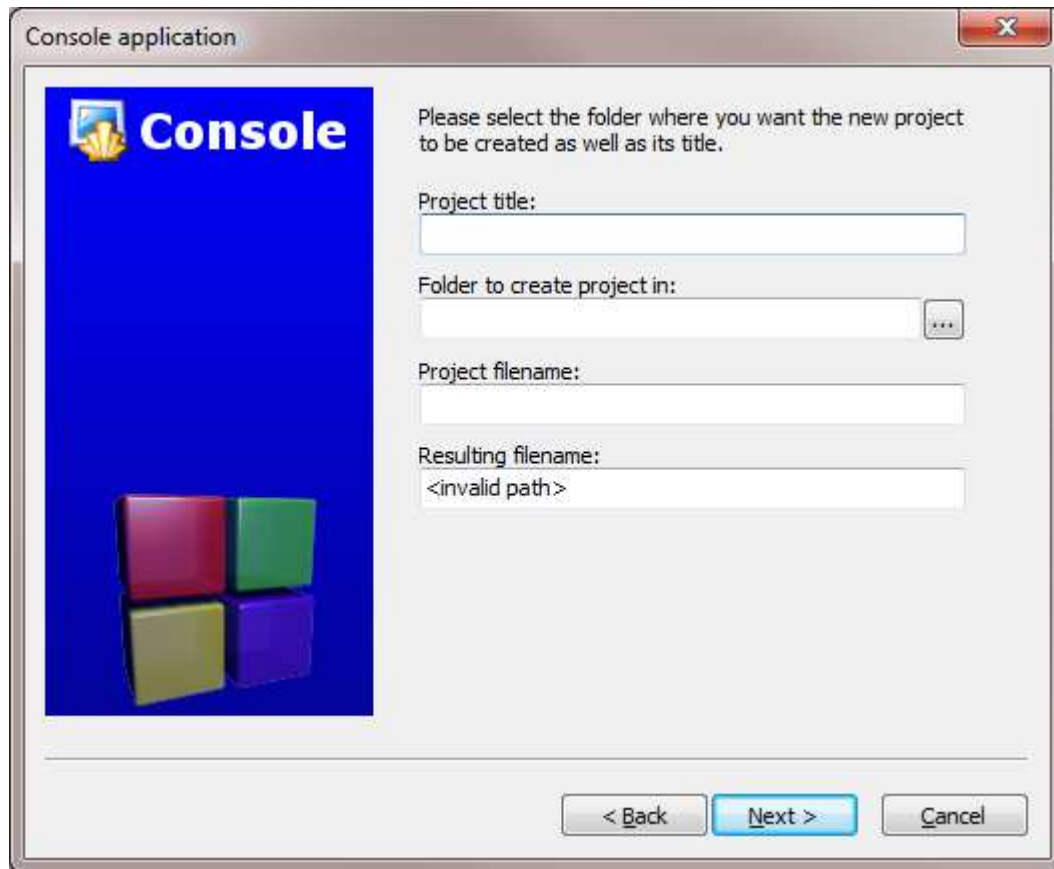 Console application
Console
Please select the folder where you want the new project
to be created as well as its title.
Project title:
Folder to create project in:
...
Project filename:
Resulting filename:
<invalid path>
< Back
Next >
Cancel